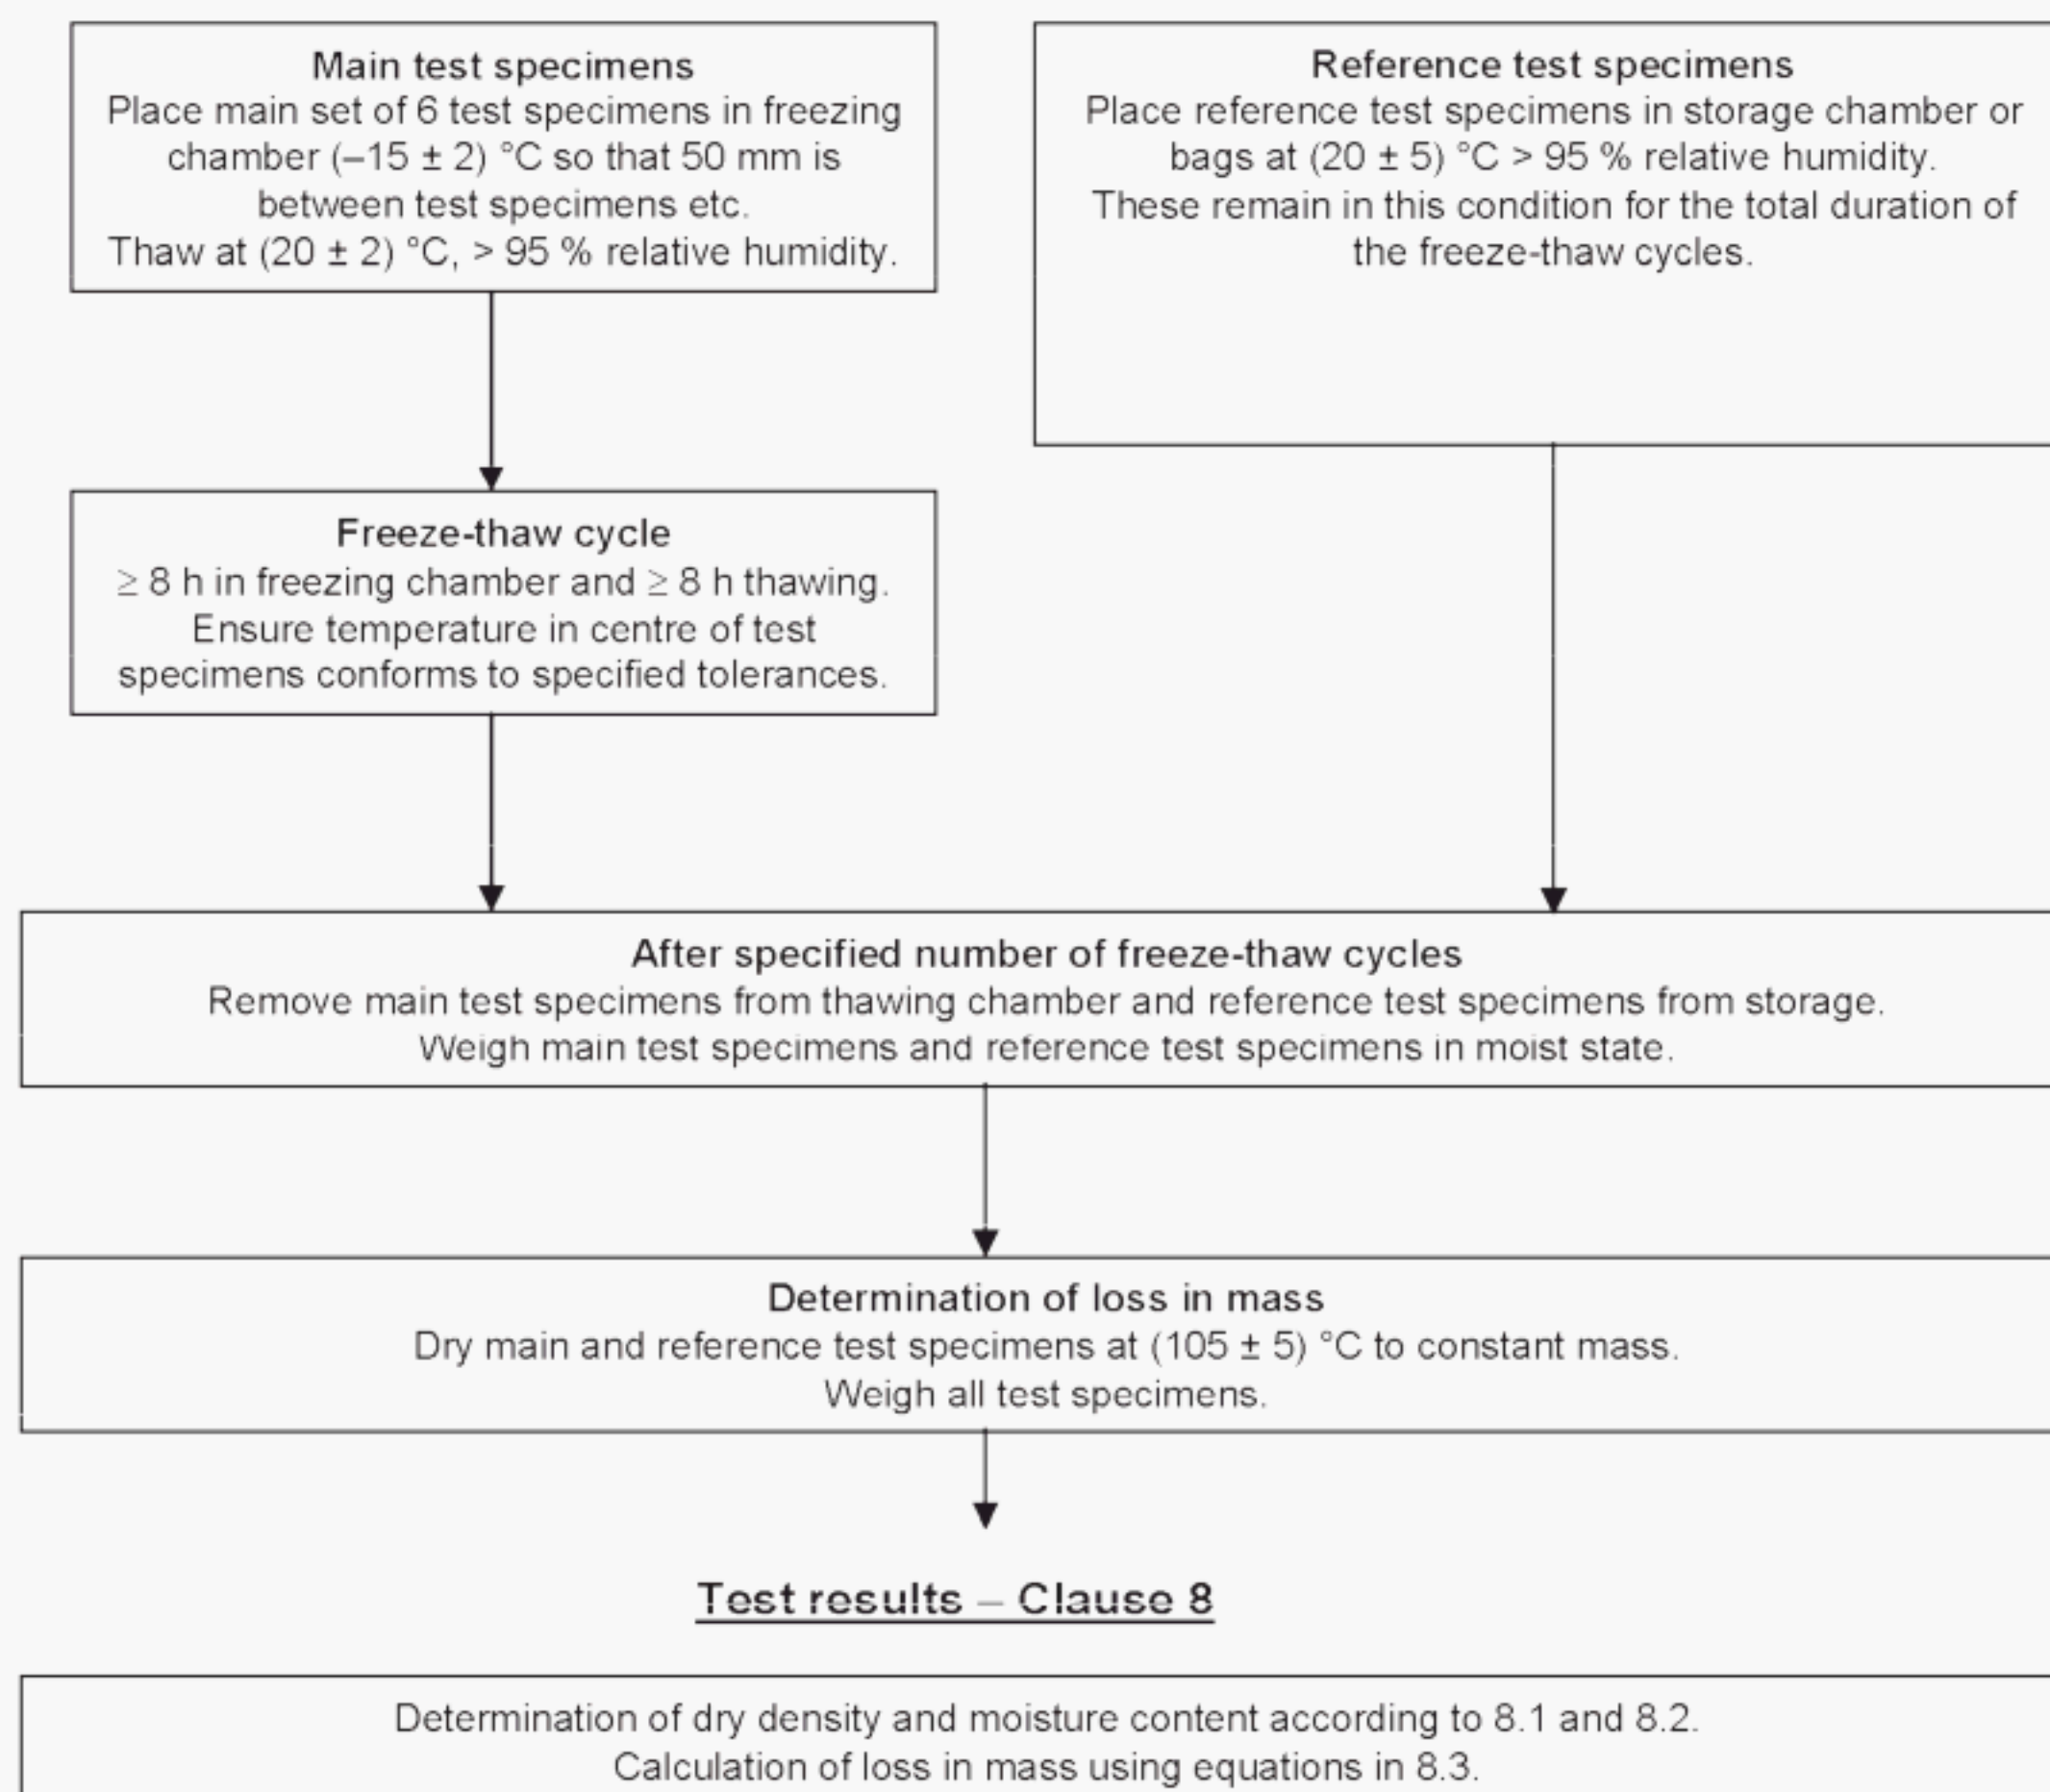 Main test specimens
Place main set of 6 test specimens in freezing
chamber (–15 ± 2) °C so that 50 mm is
between test specimens etc.
Thaw at (20 ± 2) °C, > 95 % relative humidity.
Reference test specimens
Place reference test specimens in storage chamber or
bags at (20 ± 5) °C > 95 % relative humidity.
These remain in this condition for the total duration of
the freeze-thaw cycles.
Freeze-thaw cycle
≥ 8 h in freezing chamber and ≥ 8 h thawing.
Ensure temperature in centre of test
specimens conforms to specified tolerances.
After specified number of freeze-thaw cycles
Remove main test specimens from thawing chamber and reference test specimens from storage.
Weigh main test specimens and reference test specimens in moist state.
Determination of loss in mass
Dry main and reference test specimens at (105 ± 5) °C to constant mass.
Weigh all test specimens.
Test results – Clause 8
Determination of dry density and moisture content according to 8.1 and 8.2.
Calculation of loss in mass using equations in 8.3.